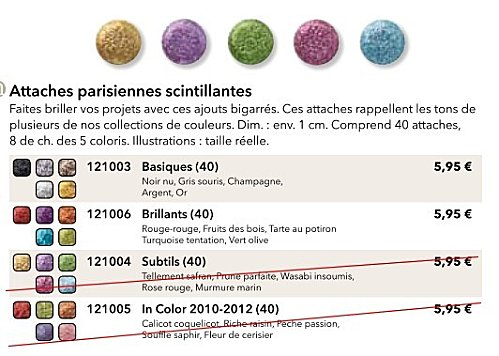 Attaches parisiennes scintillantes
Faites briller vos projets avec ces ajouts bigarrés. Ces attaches rappellent les tons de
plusieurs de nos collections de couleurs. Dim. : env. 1 cm. Comprend 40 attaches,
8 de ch. des 5 coloris. Illustrations : taille réelle.
121003 Basiques (40) 5,95 €
Noir nu, Gris souris, Champagne,
Argent, Or
121006 Brillants (40) 5,95 €
Rouge-rouge, Fruits des bois, Tarte au potiron
Turquoise tentation, Vert olive
121004 Subtils (40) 5,95 €
Tellement safran, Prune parfaite, Wasabi insoumis,
Rose rouge, Murmure marin
121005 In Color 2010-2012 (40) 5,95 €
Calicot coquelicot, Riche raisin, Pêche passion,
Souffle saphir, Fleur de cerisier